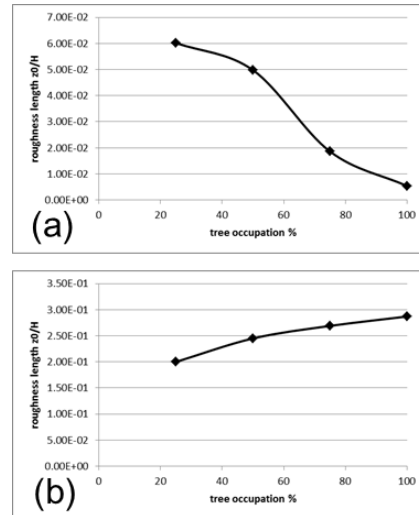 7.00E-02
6.00E-02
5.00E-02
4.00E-02
3.00E-02
2.00E-02
1.00E-02
0.00E+00
roughness length z0/H
0 20 40 60 80 100
tree occupation %
(a)
3.50E-01
3.00E-01
2.50E-01
2.00E-01
1.50E-01
1.00E-01
5.00E-02
0.00E+00
roughness length z0/H
0 20 40 60 80 100
tree occupation %
(b)